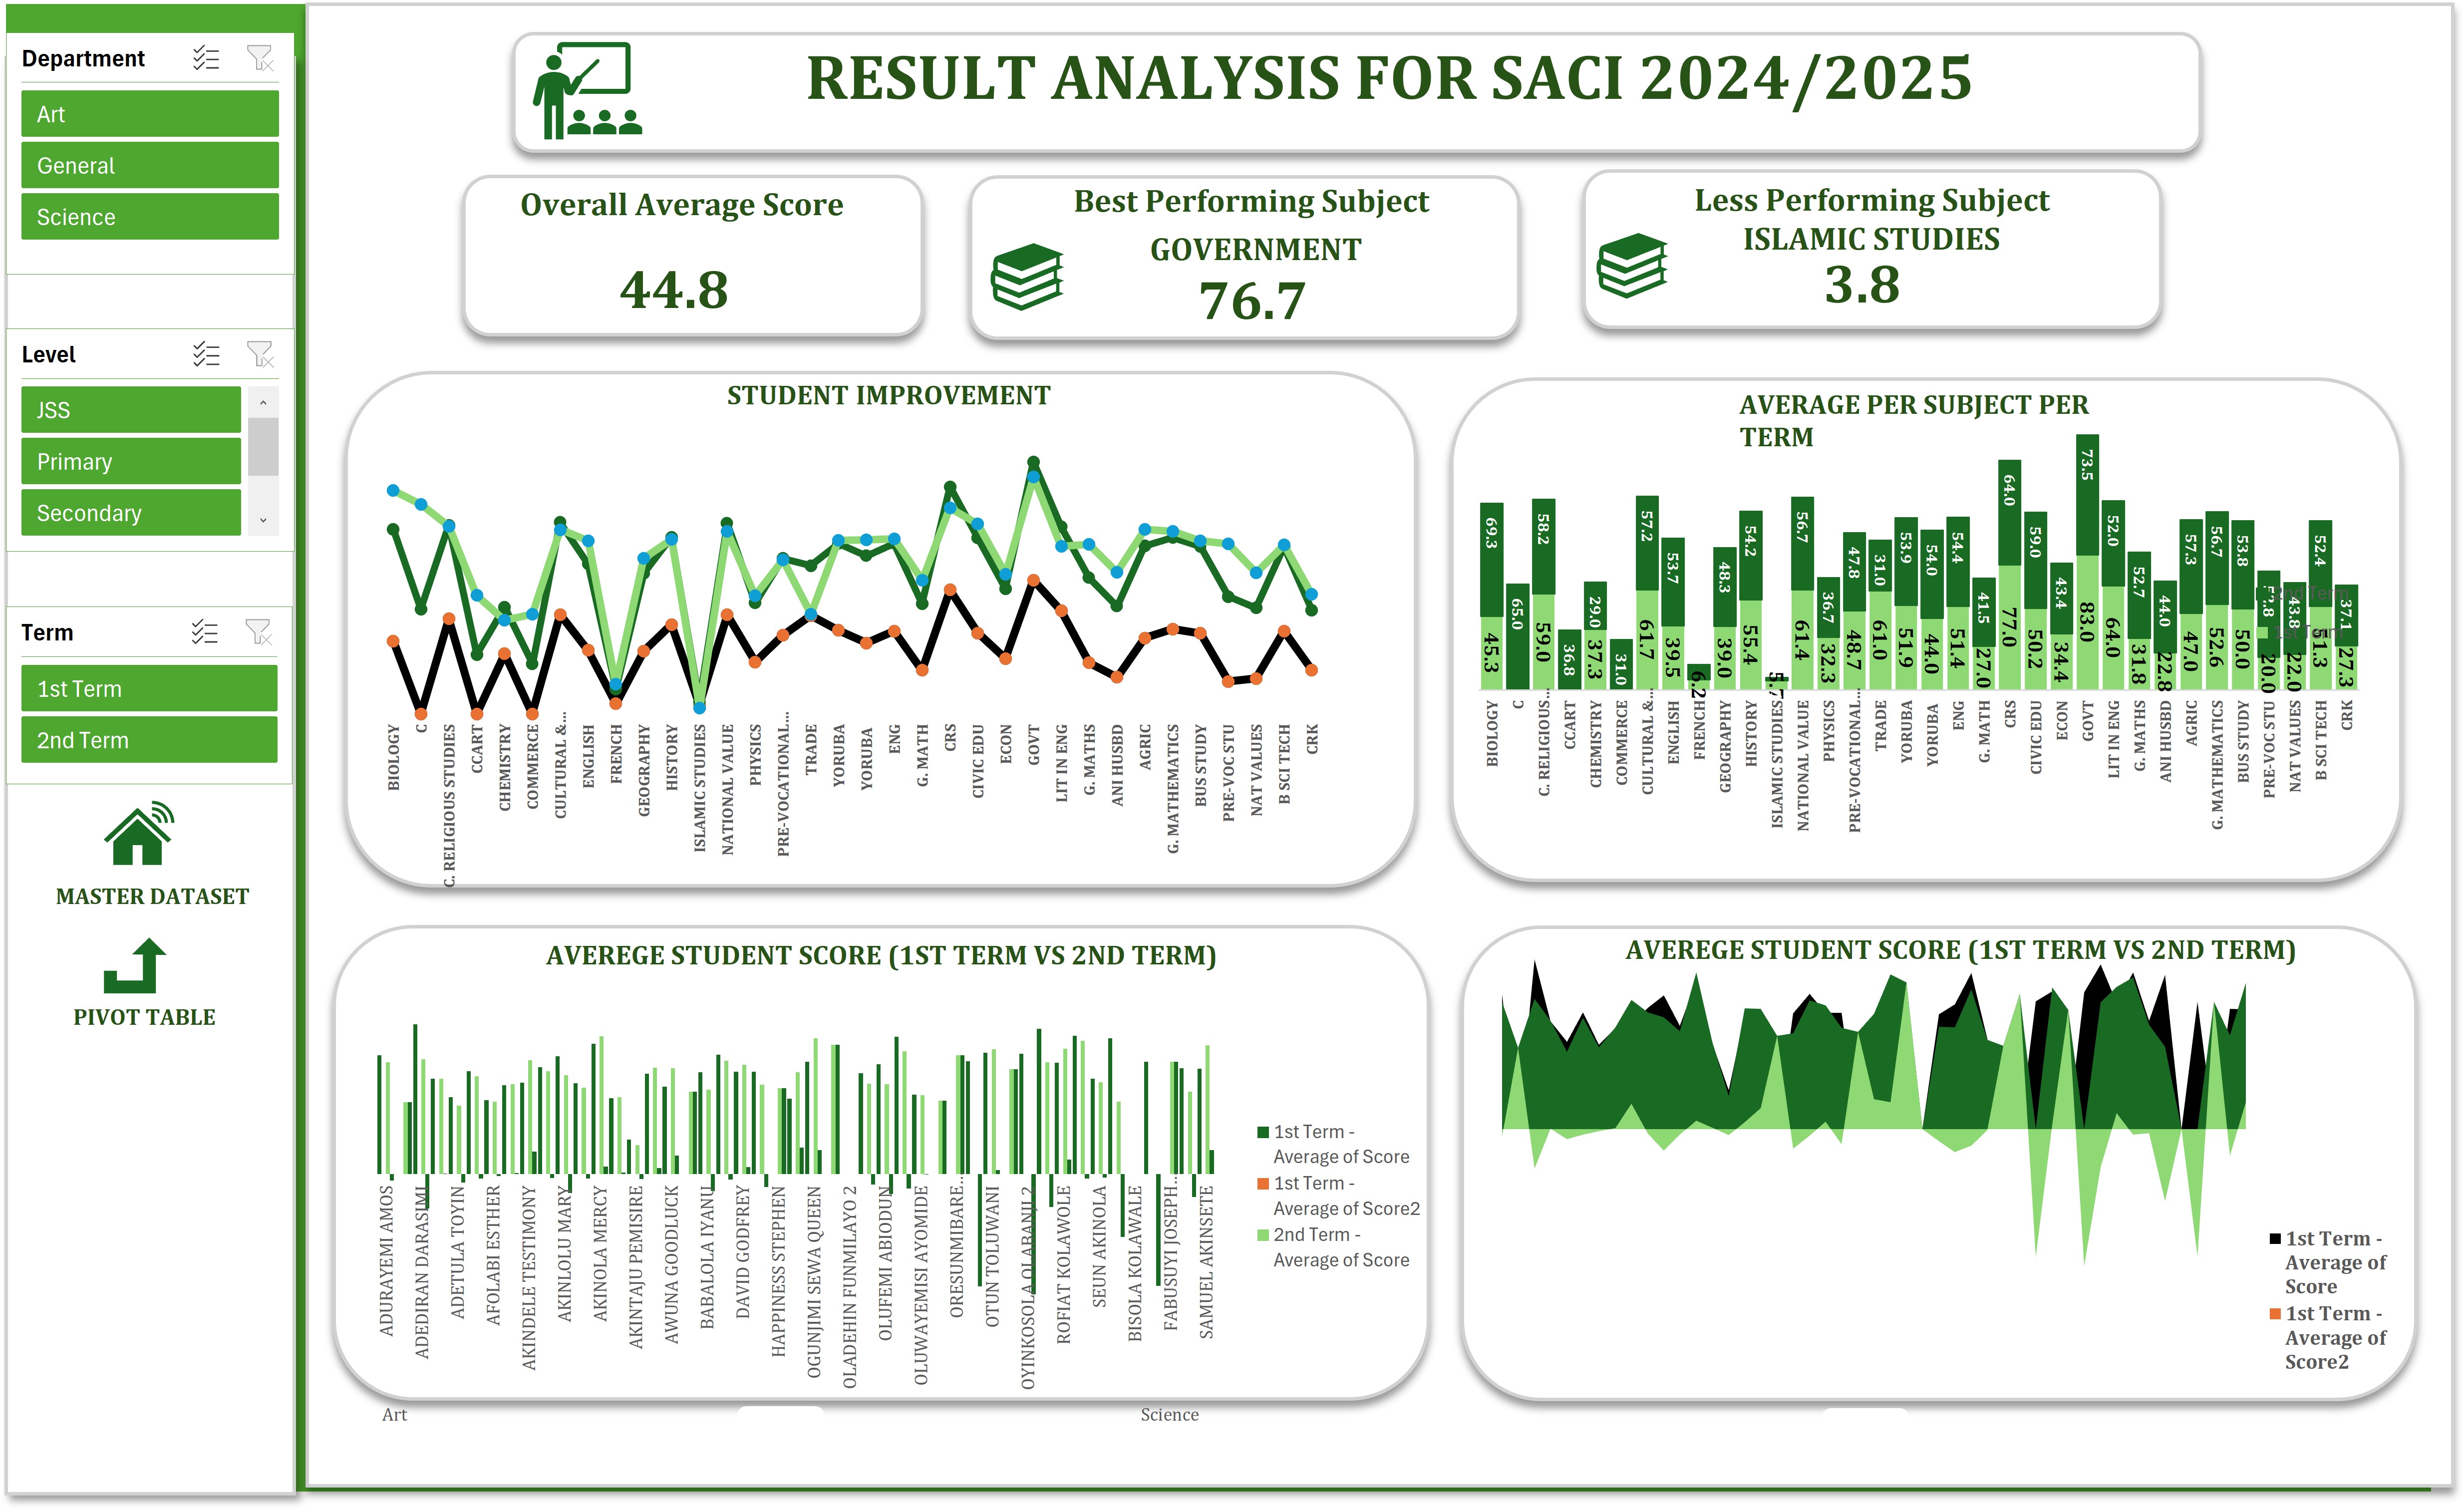 Department
Art
General
Science
Level
JSS
Primary
Secondary
Term
1st Term
2nd Term
MASTER DATASET
PIVOT TABLE
RESULT ANALYSIS FOR SACI 2024/2025
Overall Average Score
44.8
Best Performing Subject
GOVERNMENT
76.7
Less Performing Subject
ISLAMIC STUDIES
3.8
STUDENT IMPROVEMENT
BIOLOGY
C
C. RELIGIOUS STUDIES
CCART
CHEMISTRY
COMMERCE
CULTURAL &...
ENGLISH
FRENCH
GEOGRAPHY
HISTORY
ISLAMIC STUDIES
NATIONAL VALUE
PHYSICS
PRE-VOCATIONAL...
TRADE
YORUBA
YORUBA
ENG
G. MATH
CRS
CIVIC EDU
ECON
GOVT
LIT IN ENG
G. MATHS
ANI HUSBD
AGRIC
G. MATHEMATICS
BUS STUDY
PRE-VOC STU
NAT VALUES
B SCI TECH
CRK
AVERAGE PER SUBJECT PER
TERM
69.3
65.0
58.2
36.8
29.0
31.0
57.2
53.7
48.3
54.2
56.7
36.7
47.8
31.0
53.9
54.0
54.4
41.5
64.0
59.0
43.4
73.5
52.0
52.7
44.0
57.3
56.7
53.8
43.8
52.4
37.1
2nd Term
1st Term
45.3
59.0
37.3
61.7
39.5
6.2
39.0
55.4
5.7
61.4
32.3
48.7
61.0
51.9
44.0
51.4
27.0
77.0
50.2
34.4
83.0
64.0
31.8
22.8
47.0
52.6
50.0
20.0
22.0
51.3
27.3
BIOLOGY
C
C. RELIGIOUS...
CCART
CHEMISTRY
COMMERCE
CULTURAL &...
ENGLISH
FRENCH
GEOGRAPHY
HISTORY
ISLAMIC STUDIES
NATIONAL VALUE
PHYSICS
PRE-VOCATIONAL...
TRADE
YORUBA
YORUBA
ENG
G. MATH
CRS
CIVIC EDU
ECON
GOVT
LIT IN ENG
G. MATHS
ANI HUSBD
AGRIC
G. MATHEMATICS
BUS STUDY
PRE-VOC STU
NAT VALUES
B SCI TECH
CRK
AVEREGE STUDENT SCORE (1ST TERM VS 2ND TERM)
ADURAYEMI AMOS
ADEDIRAN DARASIMI
ADETULA TOYIN
AFOLABI ESTHER
AKINDELE TESTIMONY
AKINLOLU MARY
AKINOLA MERCY
AKINTAJU PEMISIRE
AWUNA GOODLUCK
BABALOLA IYANU
DAVID GODFREY
HAPPINESS STEPHEN
OGUNJIMI SEWA QUEEN
OLADEHIN FUNMILAYO 2
OLUFEMI ABIODUN
OLUWAYEMISI AYOMIDE
ORESUNMIBARE...
OTUN TOLUWANI
OYINKOSOLA OLABANJI 2
ROFIAT KOLAWOLE
SEUN AKINOLA
BISOLA KOLAWALE
FABUSUYI JOSEPH...
SAMUEL AKINSETE
1st Term -
Average of Score
1st Term -
Average of Score2
2nd Term -
Average of Score
AVEREGE STUDENT SCORE (1ST TERM VS 2ND TERM)
1st Term -
Average of
Score
1st Term -
Average of
Score2
Art
Science